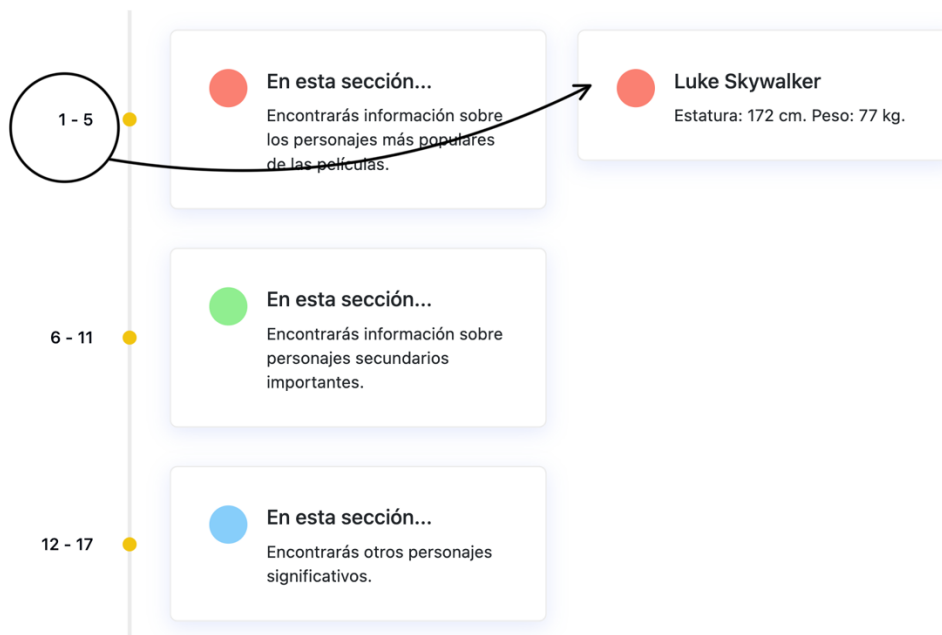 1 - 5
En esta sección...
Encontrarás información sobre
los personajes más populares
de las películas.
Luke Skywalker
Estatura: 172 cm. Peso: 77 kg.
6 - 11
En esta sección...
Encontrarás información sobre
personajes secundarios
importantes.
12 - 17
En esta sección...
Encontrarás otros personajes
significativos.